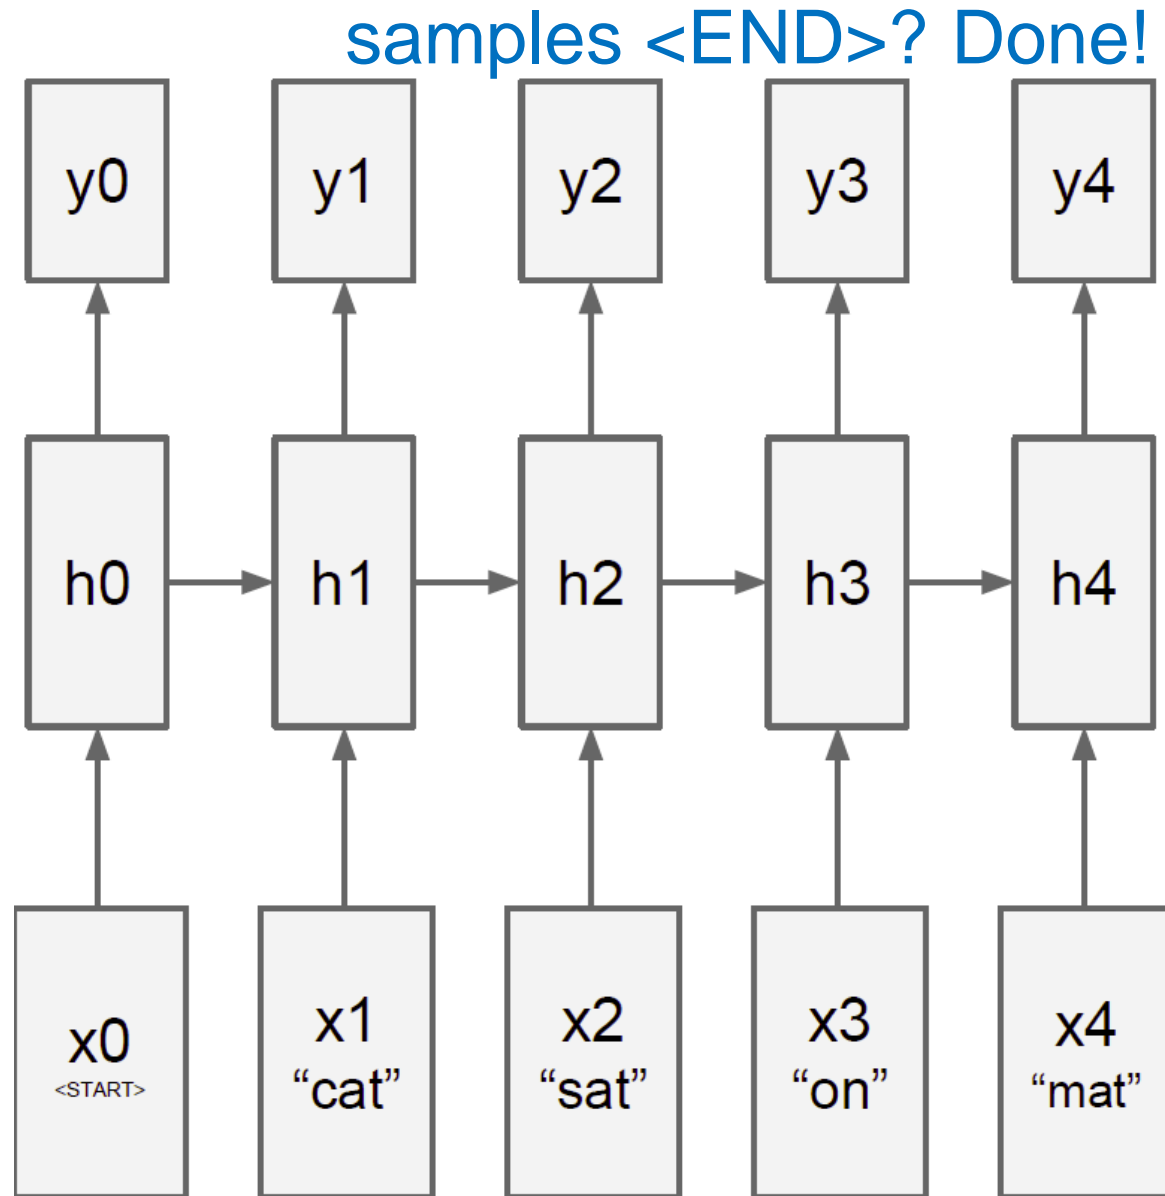 samples <END>? Done!
y0 y1 y2 y3 y4
h0 h1 h2 h3 h4
x0 x1 x2 x3 x4
<START> “cat” “sat” “on” “mat”